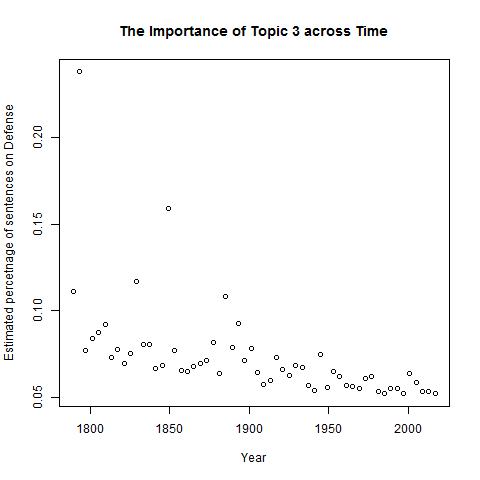 The Importance of Topic 3 across Time
Estimated percetnage of sentences on Defense
0.20
0.15
0.10
0.05
1800 1850 1900 1950 2000
Year